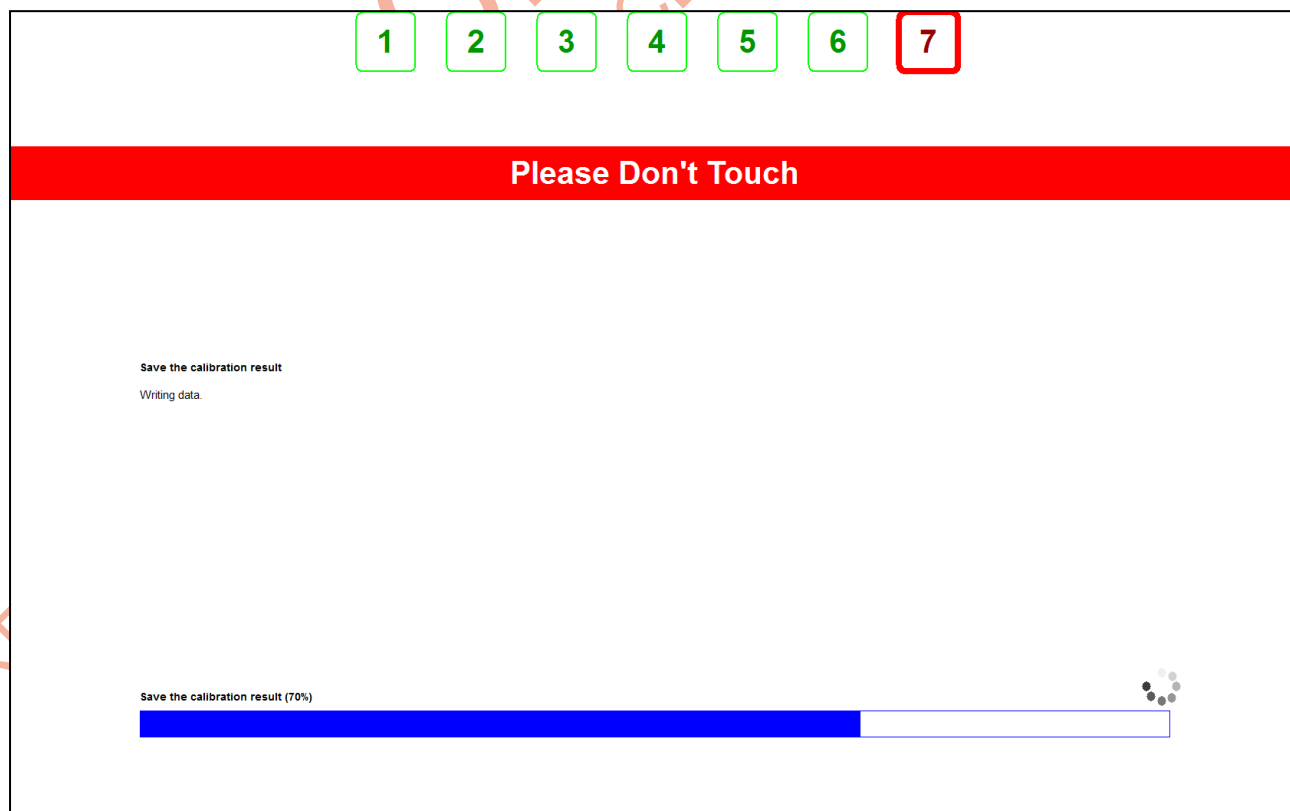 1 2 3 4 5 6 7
Please Don't Touch
Save the calibration result
Writing data.
Save the calibration result (70%)